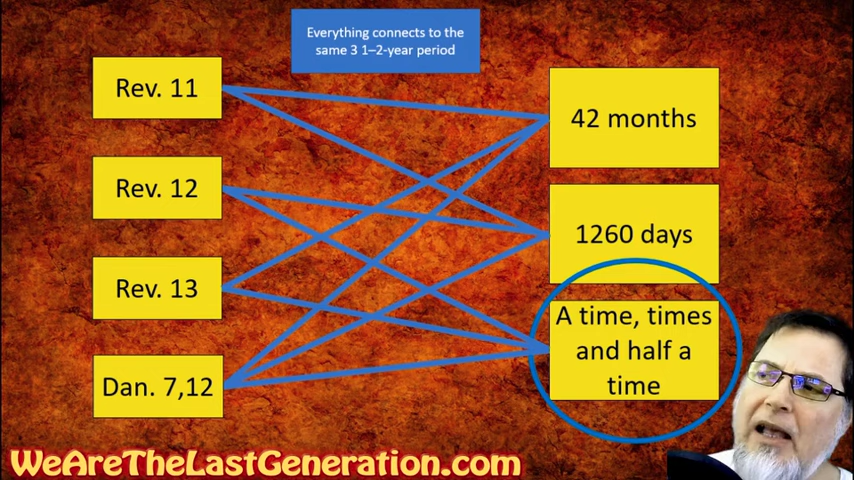 Everything connects to the
same 3 1–2-year period
Rev. 11
Rev. 12
Rev. 13
Dan. 7,12
42 months
1260 days
A time, times
and half a
time
WeAreTheLastGeneration.com